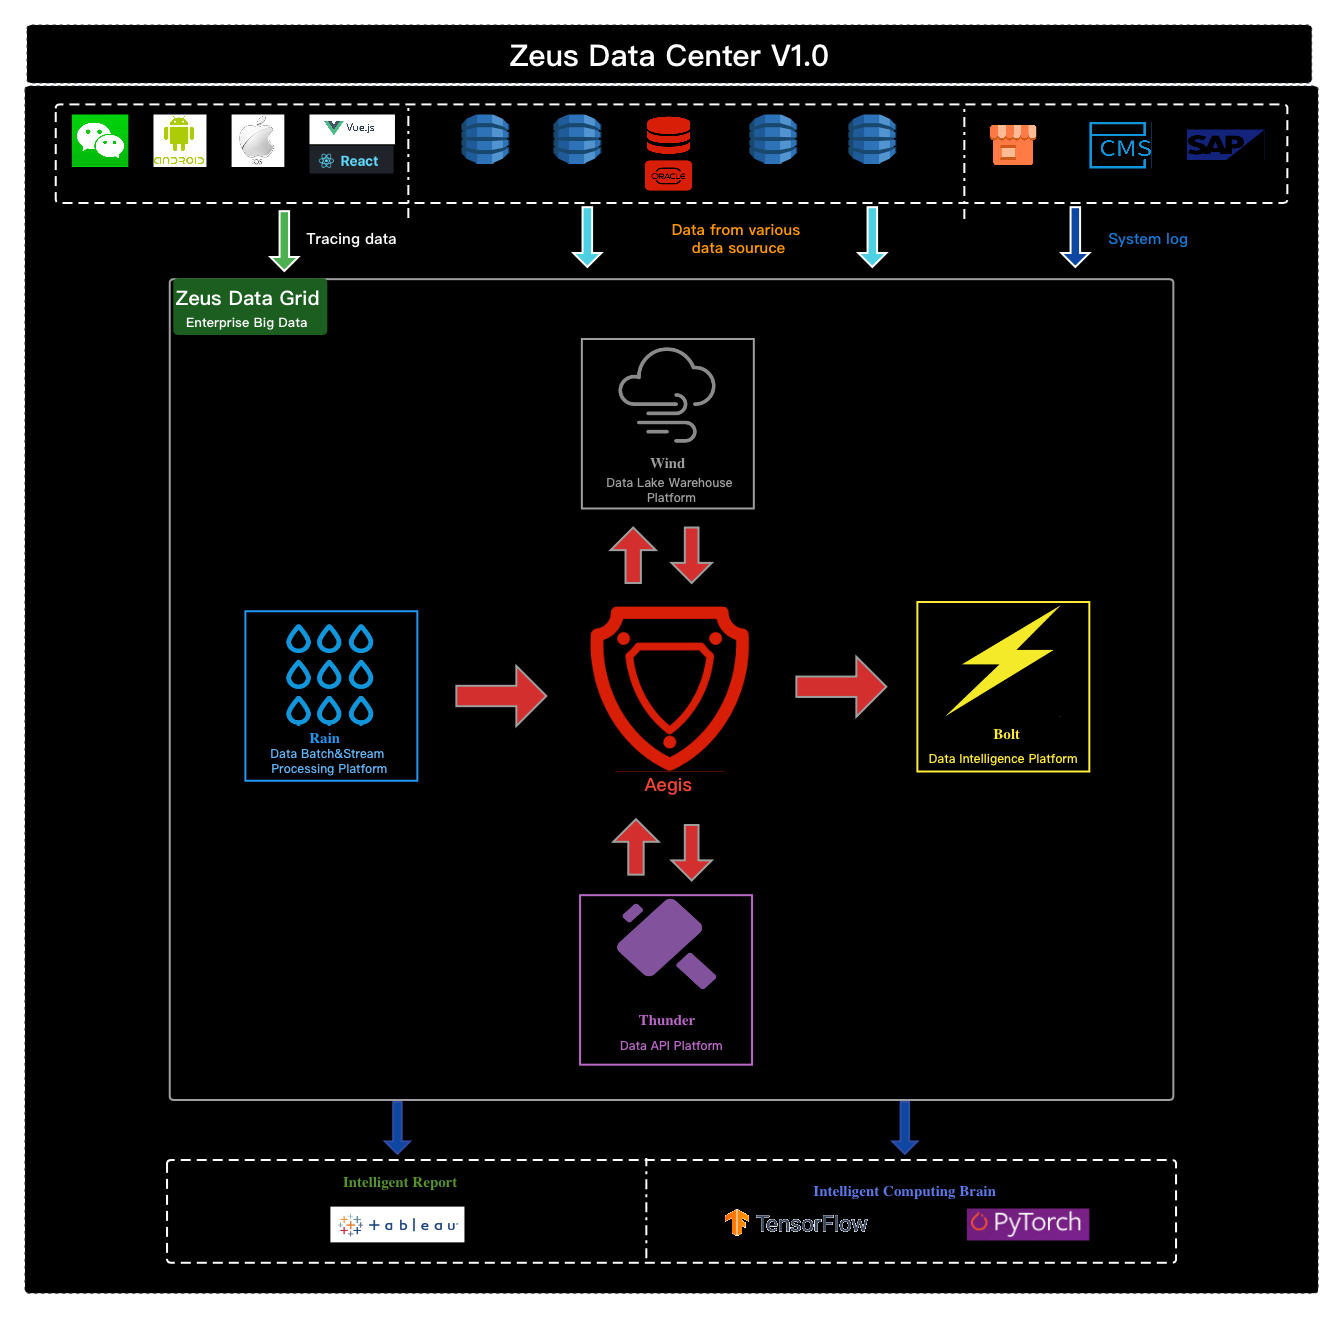 Zeus Data Center V1.0
ANDROID
iOS
Vue.js
React
ORACLE
CMS
SAP
Tracing data
Data from various
data souruce
System log
Zeus Data Grid
Enterprise Big Data
Wind
Data Lake Warehouse
Platform
Rain
Data Batch&Stream
Processing Platform
Aegis
Bolt
Data Intelligence Platform
Thunder
Data API Platform
Intelligent Report
Intelligent Computing Brain
+ableau
TensorFlow
PyTorch